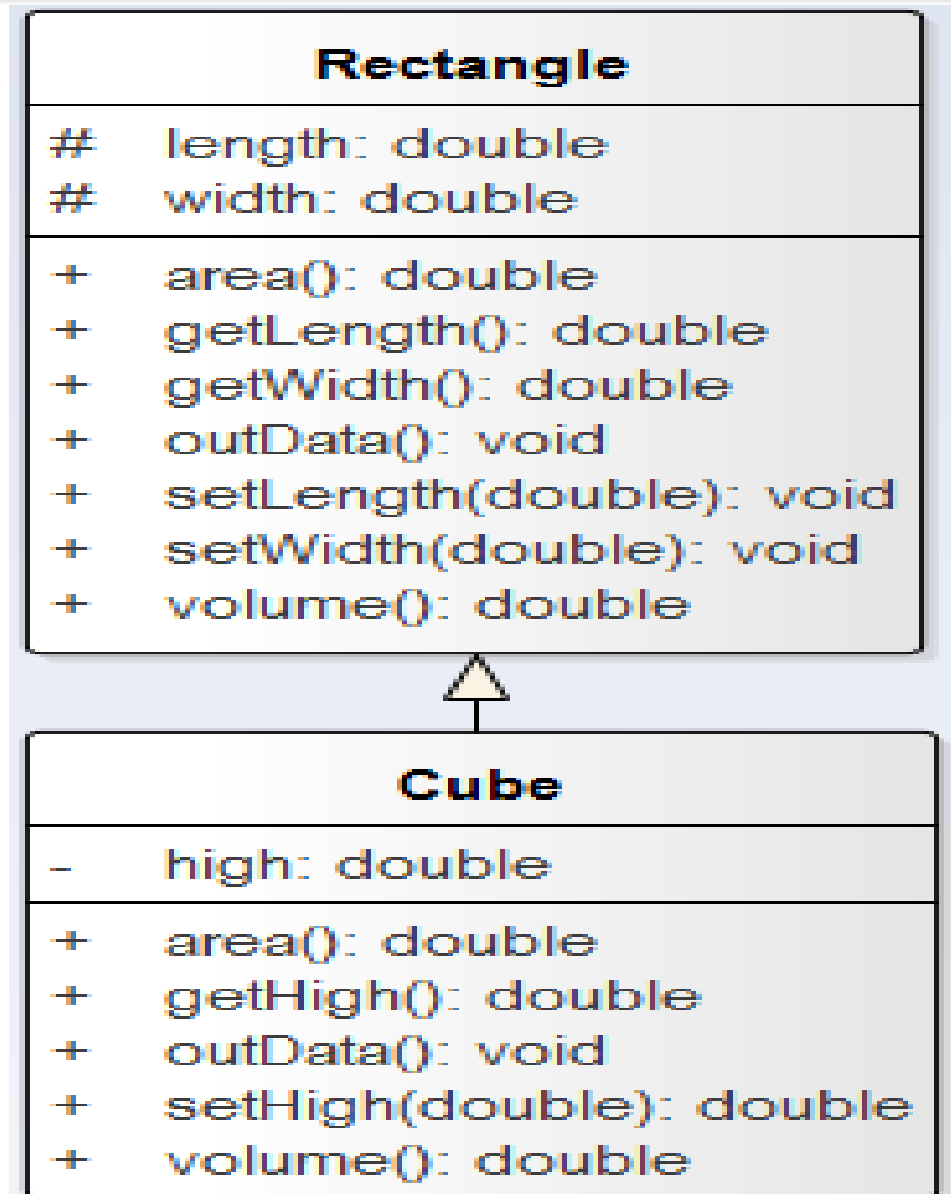 Rectangle
# length: double
# width: double
+ area(): double
+ getLength(): double
+ getWidth(): double
+ outData(): void
+ setLength(double): void
+ setWidth(double): void
+ volume(): double
Cube
- high: double
+ area(): double
+ getHigh(): double
+ outData(): void
+ setHigh(double): double
+ volume(): double